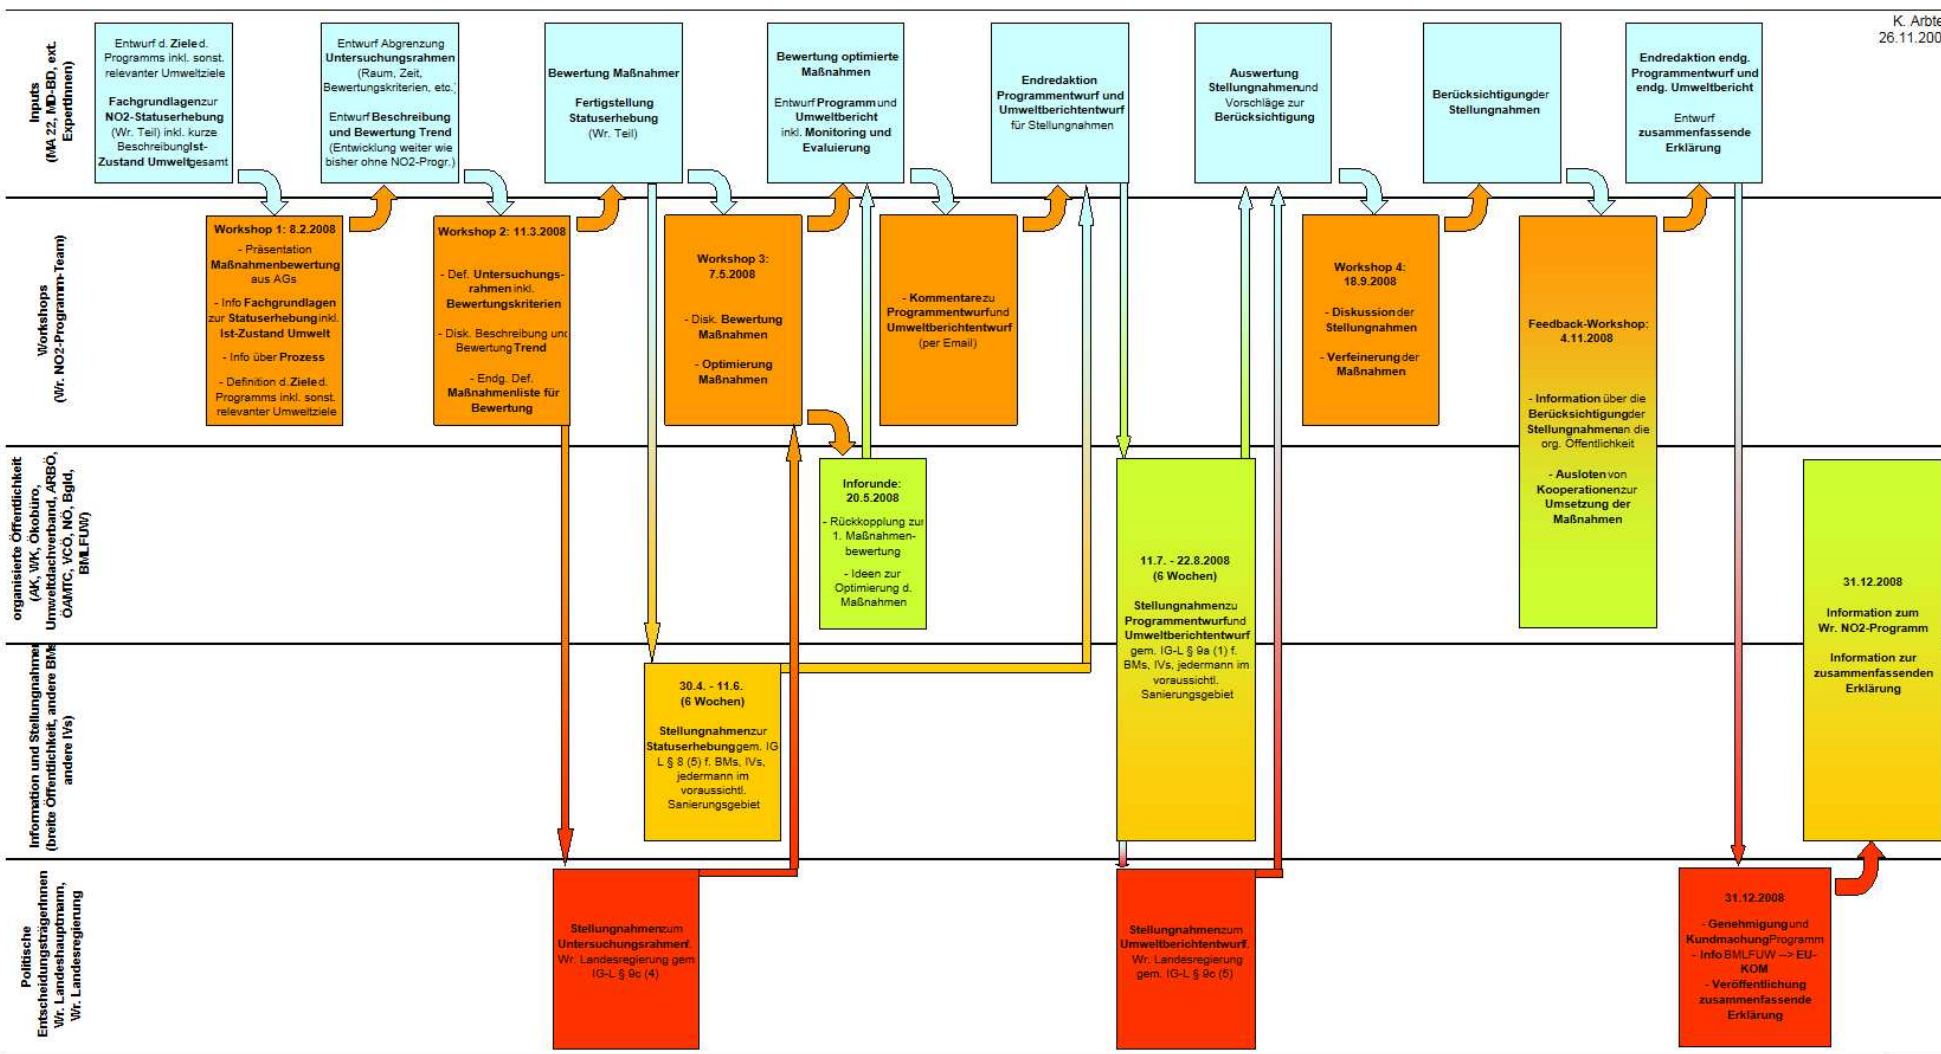 K. Arbte
26.11.200
Inputs
(MA 22, MD-BD, ext.
ExpertInnen)
Entwurf d. Ziele d.
Programms inkl. sonst.
relevanter Umweltziele
Fachgrundlagen zur
NO2-Statuserhebung
(Wr. Teil) inkl. kurze
Beschreibung Ist-
Zustand Umwelt gesamt
Entwurf Abgrenzung
Untersuchungsrahmen
(Raum, Zeit,
Bewertungskriterien, etc.)
Entwurf Beschreibung
und Bewertung Trend
(Entwicklung weiter wie
bisher ohne NO2-Progr.)
Bewertung Maßnahmer
Fertigstellung
Statuserhebung
(Wr. Teil)
Bewertung optimierte
Maßnahmen
Entwurf Programm und
Umweltbericht
inkl. Monitoring und
Evaluierung
Endredaktion
Programmentwurf und
Umweltberichtentwurf
für Stellungnahmen
Auswertung
Stellungnahmen und
Vorschläge zur
Berücksichtigung
Berücksichtigung der
Stellungnahmen
Endredaktion endg.
Programmentwurf und
endg. Umweltbericht
Entwurf
zusammenfassende
Erklärung
Workshops
(Wr. NO2-Programm-Team)
Workshop 1: 8.2.2008
- Präsentation
Maßnahmenbewertung
aus AGs
- Info Fachgrundlagen
zur Statuserhebung inkl.
Ist-Zustand Umwelt
- Info über Prozess
- Definition d. Ziele d.
Programms inkl. sonst.
relevanter Umweltziele
Workshop 2: 11.3.2008
- Def. Untersuchungs-
rahmen inkl.
Bewertungskriterien
- Disk. Beschreibung und
Bewertung Trend
- Endg. Def.
Maßnahmenliste für
Bewertung
Workshop 3:
7.5.2008
- Disk. Bewertung
Maßnahmen
- Optimierung
Maßnahmen
- Kommentare zu
Programmentwurf und
Umweltberichtentwurf
(per Email)
Workshop 4:
18.9.2008
- Diskussion der
Stellungnahmen
- Verfeinerung der
Maßnahmen
Feedback-Workshop:
4.11.2008
- Information über die
Berücksichtigung der
Stellungnahmen an die
org. Öffentlichkeit
- Ausloten von
Kooperationen zur
Umsetzung der
Maßnahmen
organisierte Öffentlichkeit
(AK, WK, Ökobüro,
Umweltdachverband, ARBÖ,
ÖAMTC, VCÖ, NÖ, Bgld,
BMLFUW)
Inforunde:
20.5.2008
- Rückkopplung zur
1. Maßnahmen-
bewertung
- Ideen zur
Optimierung d.
Maßnahmen
11.7. - 22.8.2008
(6 Wochen)
Stellungnahmen zu
Programmentwurf und
Umweltberichtentwurf
gem. IG-L § 9a (1) f.
BMs, IVs, jedermann im
voraussichtl.
Sanierungsgebiet
31.12.2008
Information zum
Wr. NO2-Programm
Information zur
zusammenfassenden
Erklärung
Information und Stellungnahmen
(breite Öffentlichkeit, andere BMs
andere IVs)
30.4. - 11.6.
(6 Wochen)
Stellungnahmen zur
Statuserhebung gem. IG
L § 8 (5) f. BMs, IVs,
jedermann im
voraussichtl.
Sanierungsgebiet
Politische
EntscheidungsträgerInnen
Wr. Landeshauptmann,
Wr. Landesregierung
Stellungnahmen zum
Untersuchungsrahmen f.
Wr. Landesregierung gem
IG-L § 9c (4)
Stellungnahmen zum
Umweltberichtentwurf f.
Wr. Landesregierung
gem. IG-L § 9c (5)
31.12.2008
- Genehmigung und
Kundmachung Programm
- Info BMLFUW --> EU-
KOM
- Veröffentlichung
zusammenfassende
Erklärung